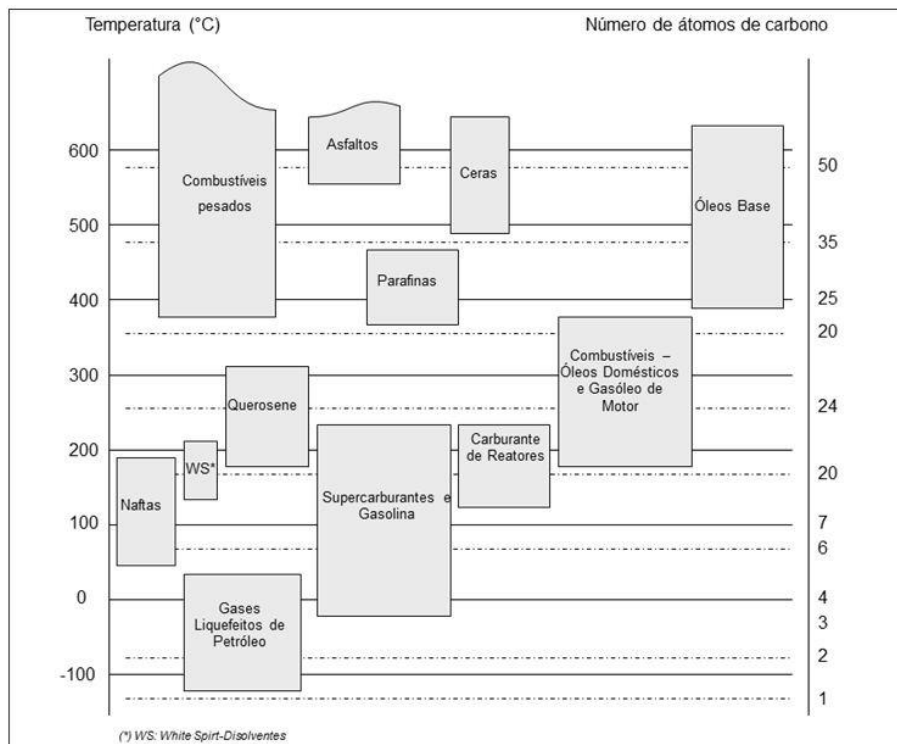 Temperatura (°C)
Número de átomos de carbono
600
500
400
300
200
100
0
-100
Combustíveis
pesados
Asfaltos
Ceras
Óleos Base
Parafinas
Combustíveis –
Óleos Domésticos
e Gasóleo de
Motor
Querosene
WS*
Naftas
Supercarburantes e
Gasolina
Carburante
de Reatores
Gases
Liquefeitos de
Petróleo
50
35
25
20
24
20
7
6
4
3
2
1
(*) WS: White Spirt-Disolventes